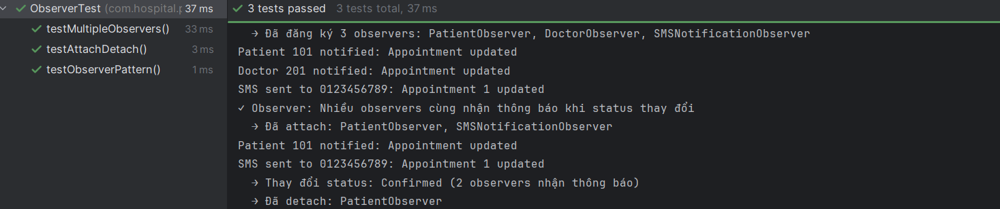 ObserverTest (com.hospital.p 37 ms
testMultipleObservers() 33 ms
testAttachDetach() 3 ms
testObserverPattern() 1 ms
3 tests passed 3 tests total, 37 ms
→ Đã đăng ký 3 observers: PatientObserver, DoctorObserver, SMSNotificationObserver
Patient 101 notified: Appointment updated
Doctor 201 notified: Appointment updated
SMS sent to 0123456789: Appointment 1 updated
✓ Observer: Nhiều observers cùng nhận thông báo khi status thay đổi
→ Đã attach: PatientObserver, SMSNotificationObserver
Patient 101 notified: Appointment updated
SMS sent to 0123456789: Appointment 1 updated
→ Thay đổi status: Confirmed (2 observers nhận thông báo)
→ Đã detach: PatientObserver